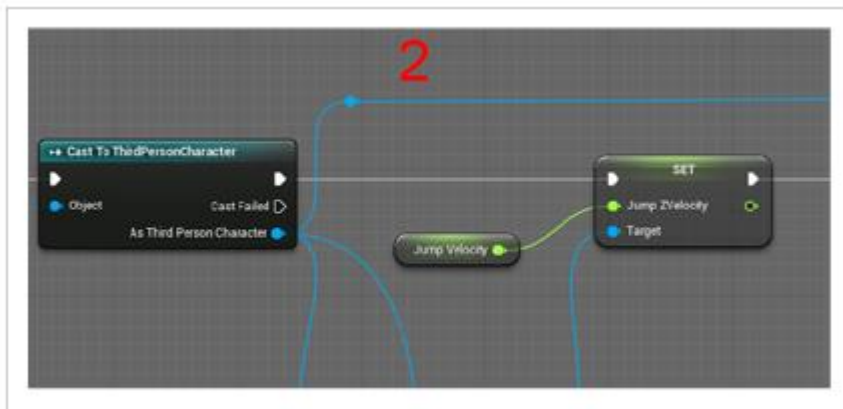 2
Cast To ThirdPersonCharacter
SET
Object
Cast Failed
Jump ZVelocity
As Third Person Character
Target
Jump Velocity